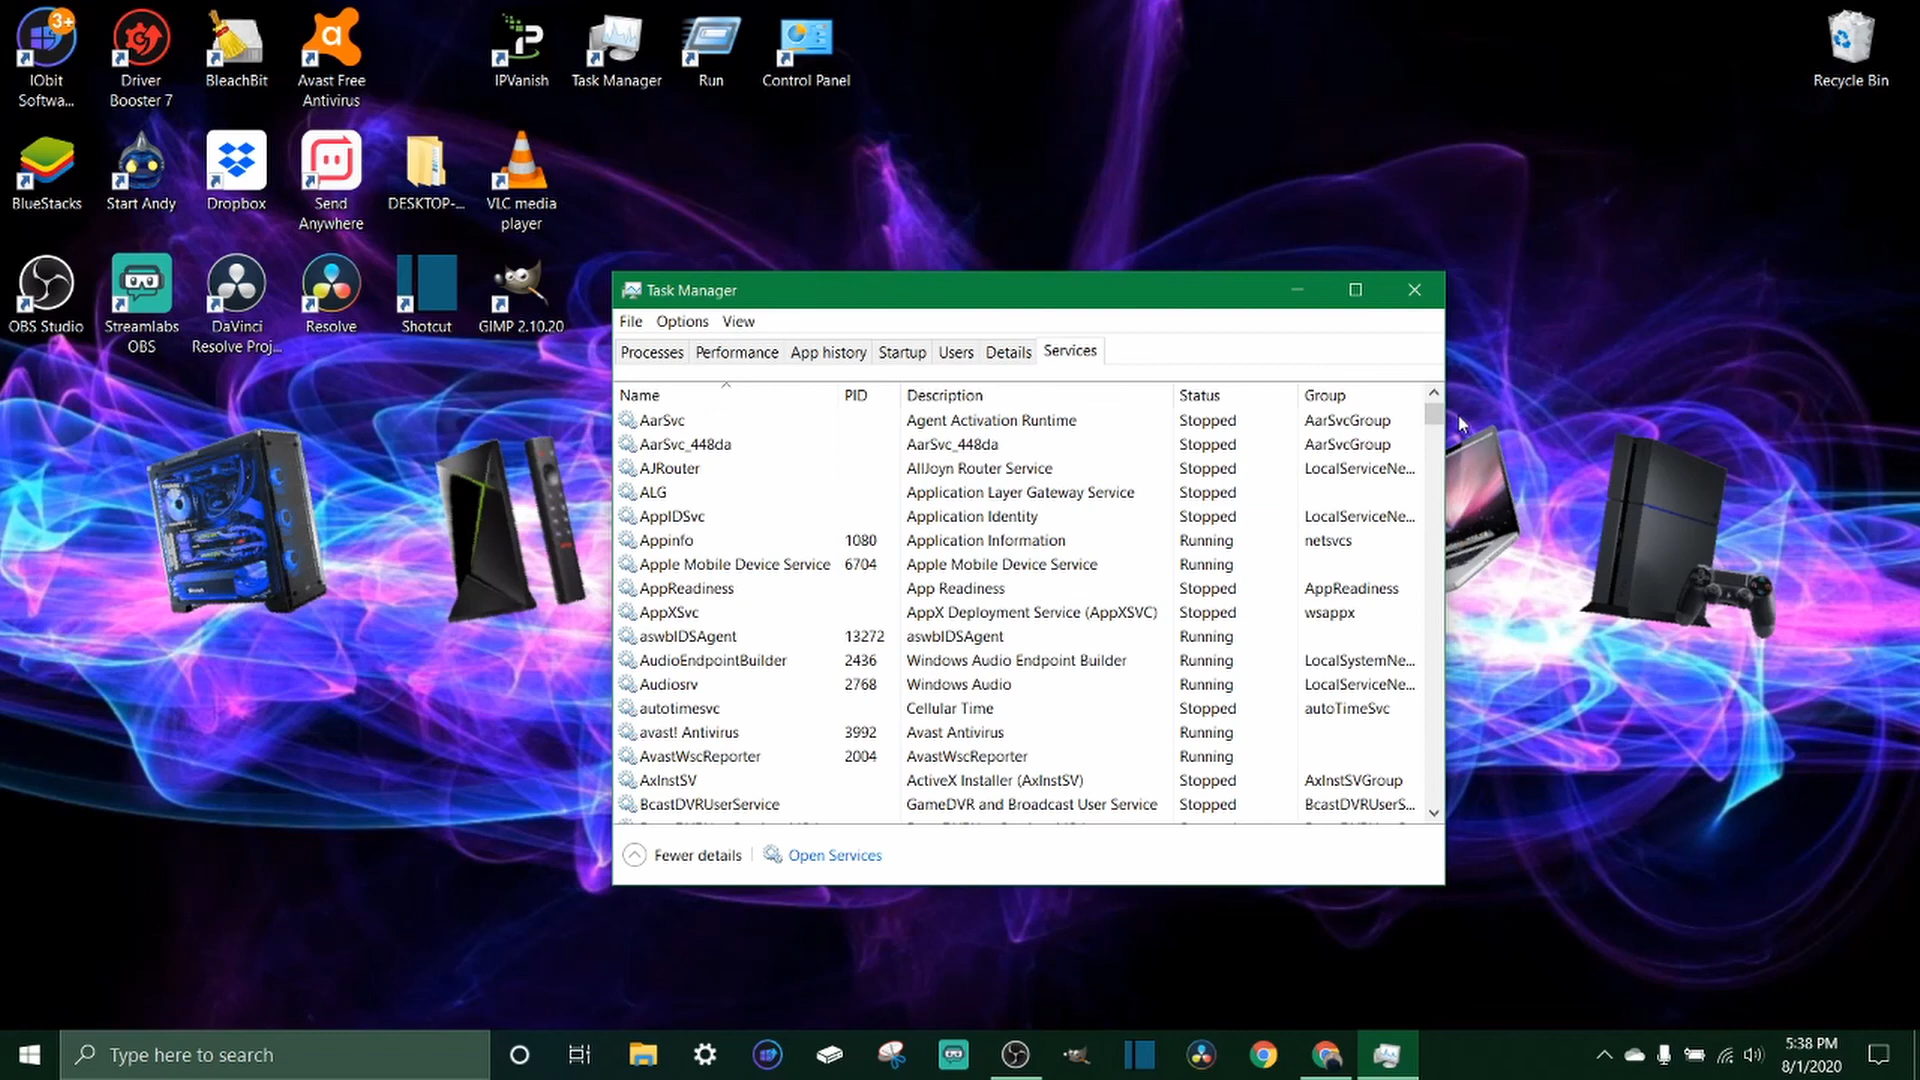 3+
IObit
Softwa...
Driver
Booster 7
BleachBit
Avast Free
Antivirus
IPVanish
Task Manager
Run
Control Panel
Recycle Bin
BlueStacks
Start Andy
Dropbox
Send
Anywhere
DESKTOP-...
VLC media
player
OBS Studio
Streamlabs
OBS
DaVinci
Resolve Proj...
Resolve
Shotcut
GIMP 2.10.20
Task Manager
File Options View
Processes Performance App history Startup Users Details Services
Name PID Description Status Group
AarSvc Agent Activation Runtime Stopped AarSvcGroup
AarSvc_448da AarSvc_448da Stopped AarSvcGroup
AJRouter AllJoyn Router Service Stopped LocalServiceNe...
ALG Application Layer Gateway Service Stopped
AppIDSvc Application Identity Stopped LocalServiceNe...
Appinfo 1080 Application Information Running netsvcs
Apple Mobile Device Service 6704 Apple Mobile Device Service Running
AppReadiness App Readiness Stopped AppReadiness
AppXSvc AppX Deployment Service (AppXSVC) Stopped wsappx
aswbIDSAgent 13272 aswbIDSAgent Running
AudioEndpointBuilder 2436 Windows Audio Endpoint Builder Running LocalSystemNe...
Audiosrv 2768 Windows Audio Running LocalServiceNe...
autotimesvc Cellular Time Stopped autoTimeSvc
avast! Antivirus 3992 Avast Antivirus Running
AvastWscReporter 2004 AvastWscReporter Running
AxInstSV ActiveX Installer (AxInstSV) Stopped AxInstSVGroup
BcastDVRUserService GameDVR and Broadcast User Service Stopped BcastDVRUserS...
Fewer details Open Services
Type here to search
5:38 PM
8/1/2020